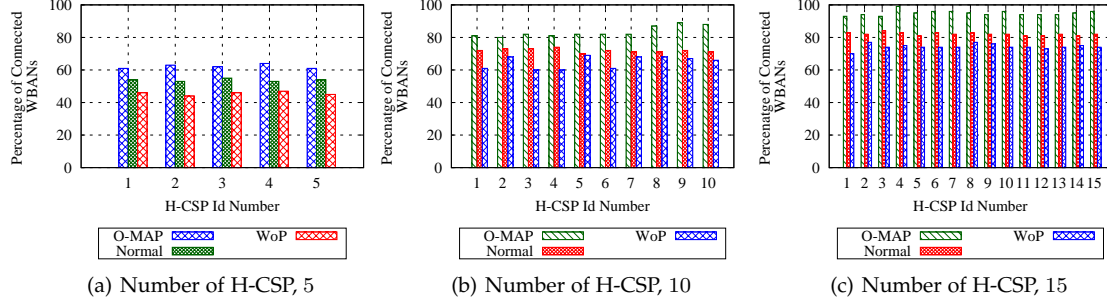 Percentage of Connected
WBANs
100
80
60
40
20
0
1 2 3 4 5
H-CSP Id Number
O-MAP
Normal
WoP
(a) Number of H-CSP, 5
Percenatge of Connected
WBANs
100
80
60
40
20
0
1 2 3 4 5 6 7 8 9 10
H-CSP Id Number
O-MAP
Normal
WoP
(b) Number of H-CSP, 10
Percenatge of Connected
WBANs
100
80
60
40
20
0
1 2 3 4 5 6 7 8 9 10 11 12 13 14 15
H-CSP Id Number
O-MAP
Normal
WoP
(c) Number of H-CSP, 15